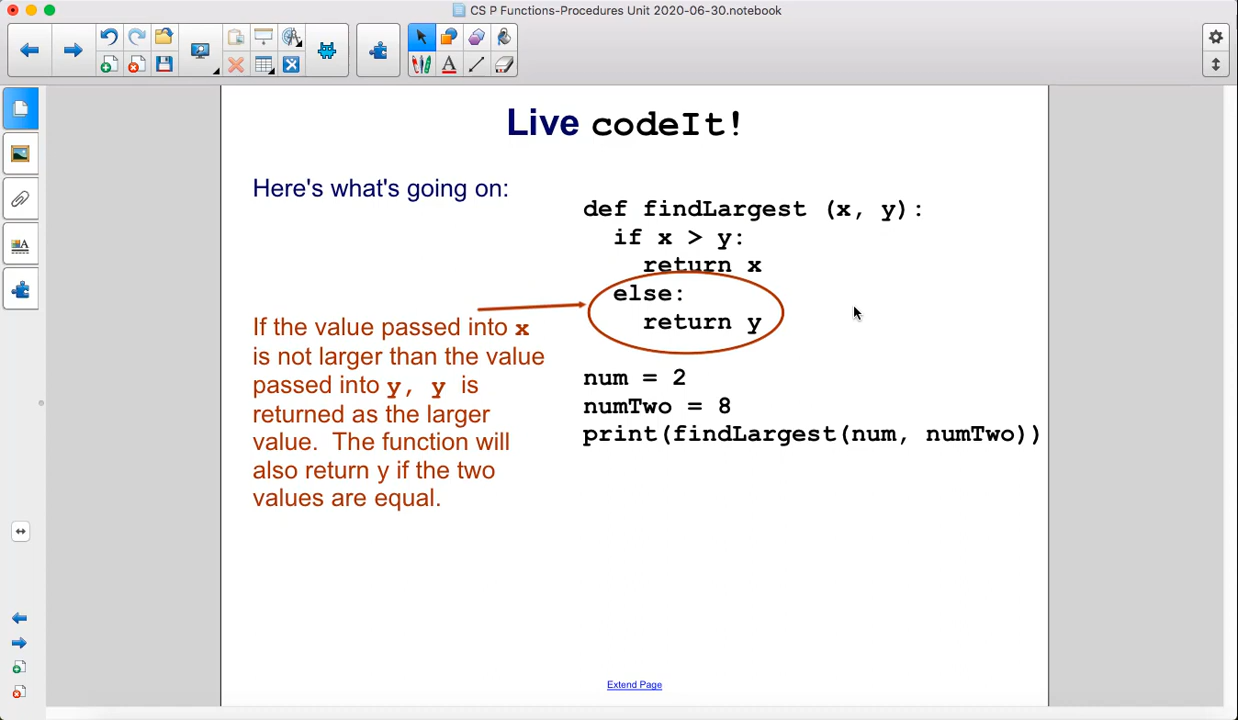 CS P Functions-Procedures Unit 2020-06-30.notebook
Live codeIt!
Here's what's going on:
def findLargest (x, y):
if x > y:
return x
else:
return y
If the value passed into x
is not larger than the value
passed into y, y is
returned as the larger
value. The function will
also return y if the two
values are equal.
num = 2
numTwo = 8
print(findLargest(num, numTwo))
Extend Page